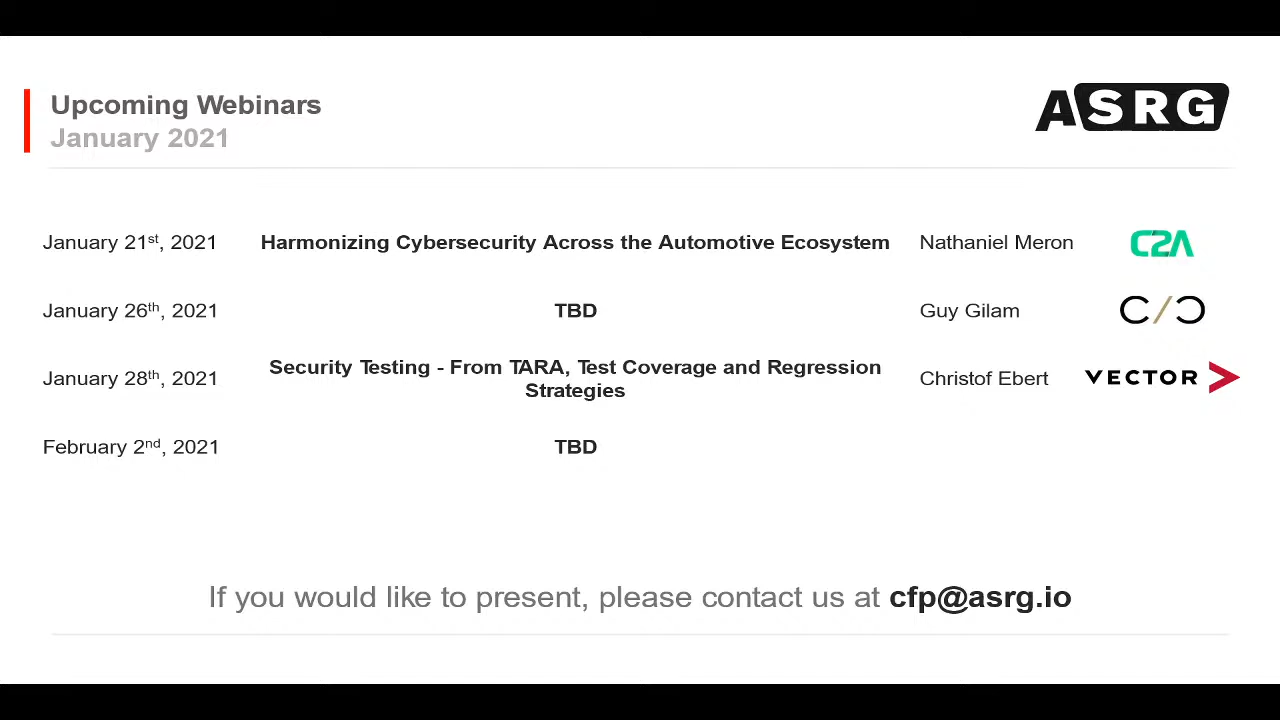 Upcoming Webinars
January 2021
ASRG
January 21st, 2021 Harmonizing Cybersecurity Across the Automotive Ecosystem Nathaniel Meron C2A
January 26th, 2021 TBD Guy Gilam C/C
January 28th, 2021 Security Testing - From TARA, Test Coverage and Regression
Strategies Christof Ebert VECTOR
February 2nd, 2021 TBD
If you would like to present, please contact us at cfp@asrg.io